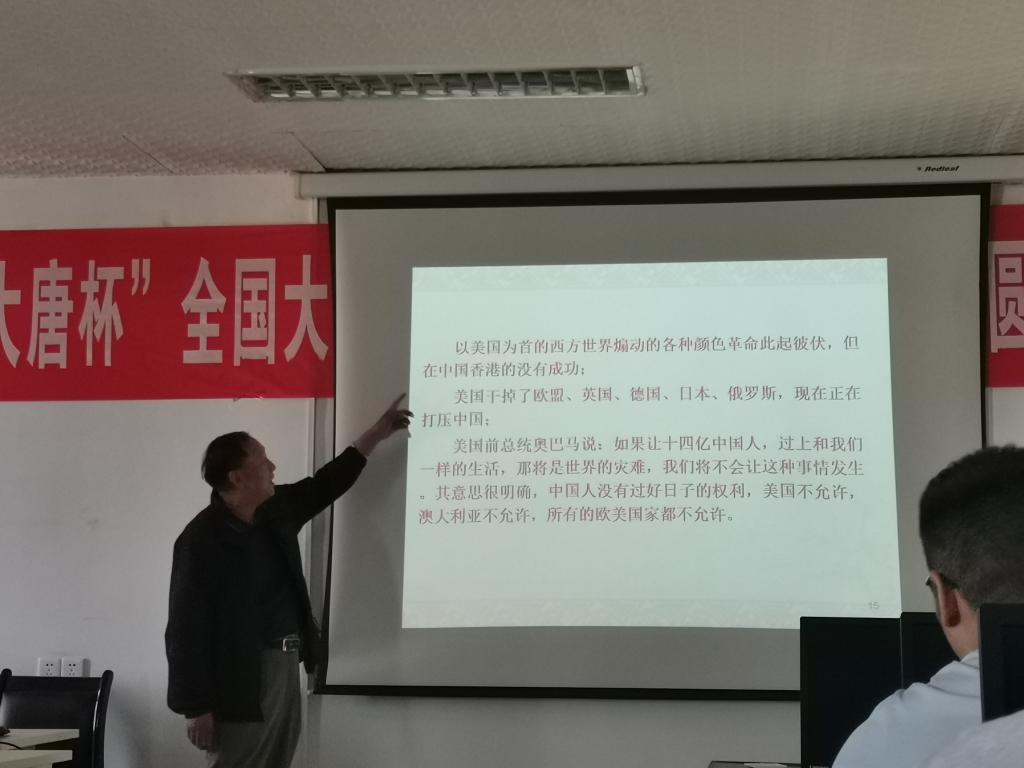 Redleaf
大唐杯”全国大
圆
以美国为首的西方世界煽动的各种颜色革命此起彼伏，但
在中国香港的没有成功；
美国干掉了欧盟、英国、德国、日本、俄罗斯，现在正在
打压中国；
美国前总统奥巴马说：如果让十四亿中国人，过上和我们
一样的生活，那将是世界的灾难，我们将不会让这种事情发生
。其意思很明确，中国人没有过好日子的权利，美国不允许，
澳大利亚不允许，所有的欧美国家都不允许。
15